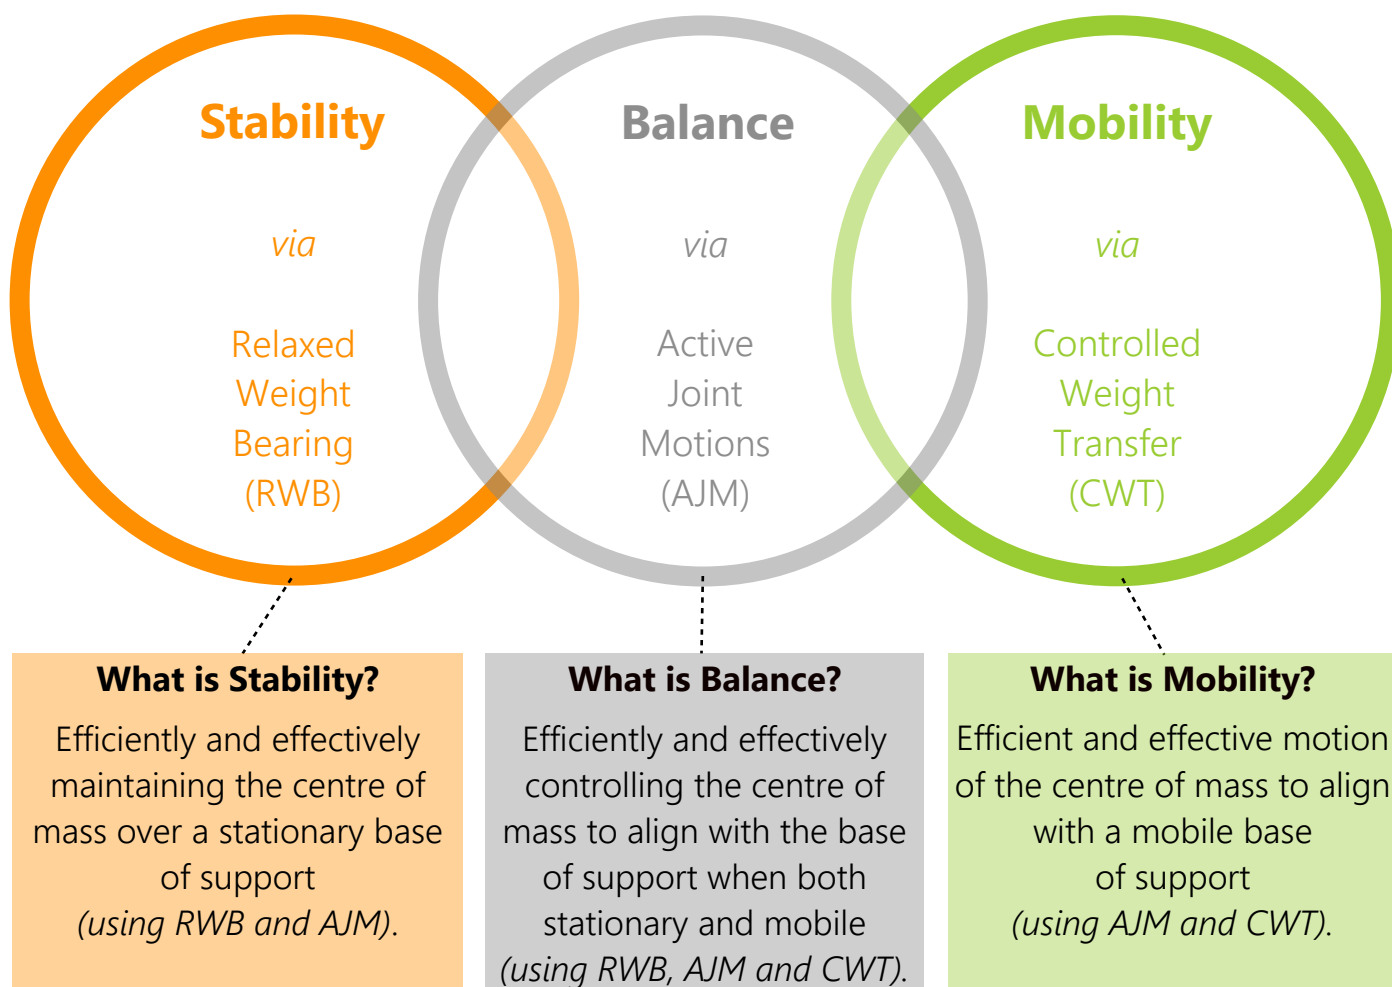 Stability
via
Relaxed
Weight
Bearing
(RWB)
Balance
via
Active
Joint
Motions
(AJM)
Mobility
via
Controlled
Weight
Transfer
(CWT)
What is Stability?
Efficiently and effectively
maintaining the centre of
mass over a stationary base
of support
(using RWB and AJM).
What is Balance?
Efficiently and effectively
controlling the centre of
mass to align with the base
of support when both
stationary and mobile
(using RWB, AJM and CWT).
What is Mobility?
Efficient and effective motion
of the centre of mass to align
with a mobile base
of support
(using AJM and CWT).